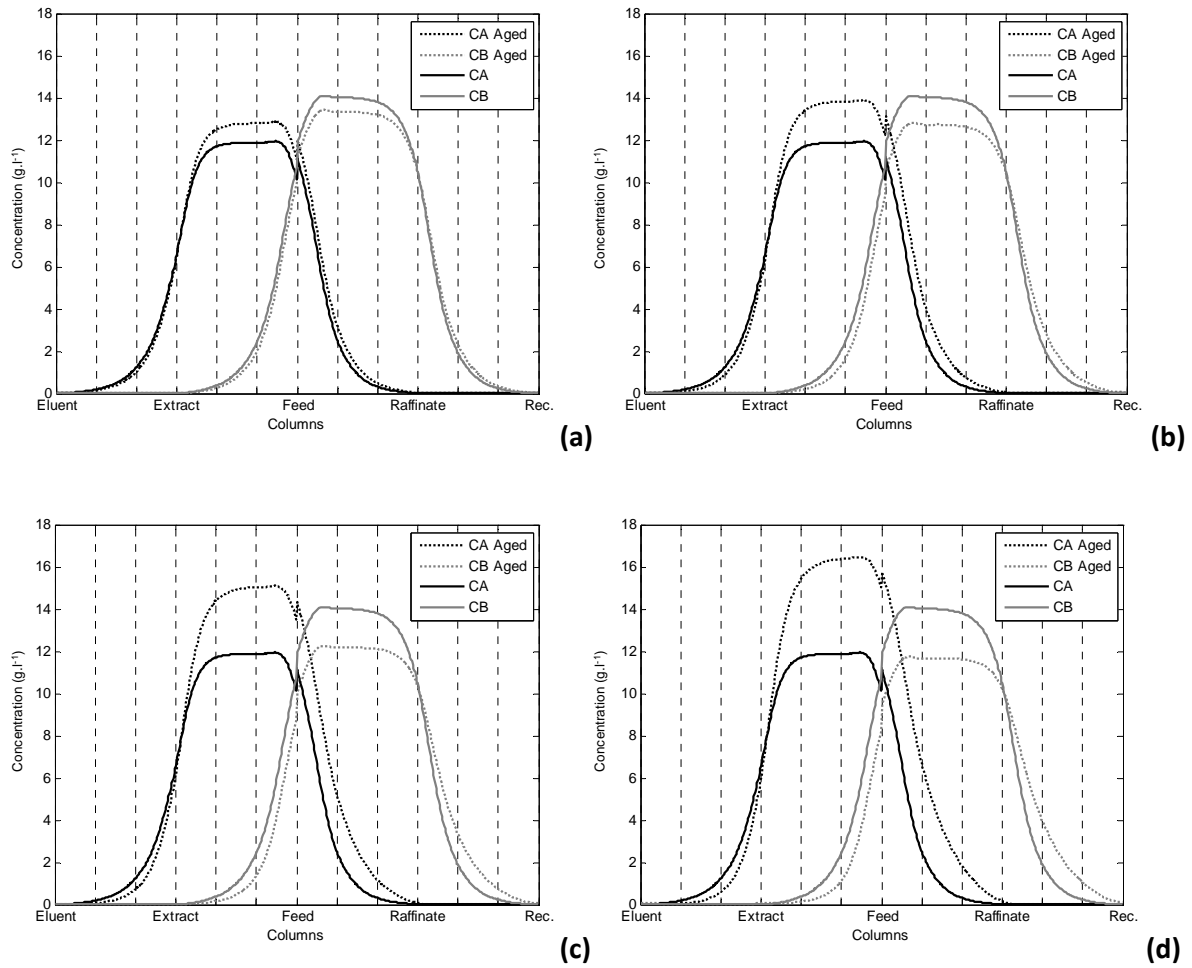 18
16
14
12
10
8
6
4
2
0
Concentration (g.l⁻¹)
CA Aged
CB Aged
CA
CB
Eluent Extract Feed Raffinate Rec.
Columns
(a)
18
16
14
12
10
8
6
4
2
0
Concentration (g.l⁻¹)
CA Aged
CB Aged
CA
CB
Eluent Extract Feed Raffinate Rec.
Columns
(b)
18
16
14
12
10
8
6
4
2
0
Concentration (g.l⁻¹)
CA Aged
CB Aged
CA
CB
Eluent Extract Feed Raffinate Rec.
Columns
(c)
18
16
14
12
10
8
6
4
2
0
Concentration (g.l⁻¹)
CA Aged
CB Aged
CA
CB
Eluent Extract Feed Raffinate Rec.
Columns
(d)